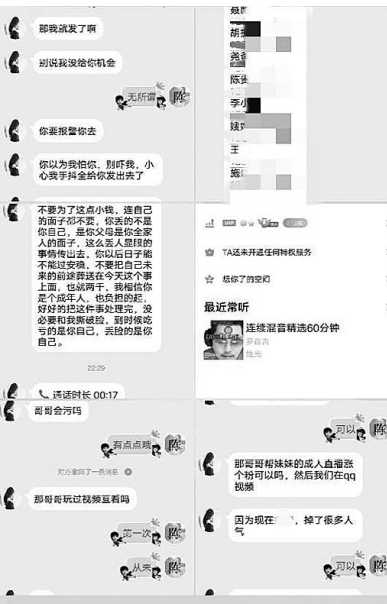 那我就发了啊
别说我没给你机会
无所谓
陈
你要报警你去
你以为我怕你，别吓我，小
心我手抖全给你发出去了
不要为了这点小钱，连自己
的面子都不要，你丢的不是
你自己，是你父母是你全家
人的面子，这么丢人显眼的
事情传出去，你以后日子能
不能过安稳，不要把自己未
来的前途葬送在今天这个事
上面，也就两千，我相信你
是个成年人，也负担的起，
好好的把这件事处理完，没
必要和我撕破脸，到时候吃
亏的是你自己，丢脸的是你
自己。
22:29
通话时长 00:17
陈
李小
王
TA还未开通任何特权服务
最近常听
连续混音精选60分钟
哥哥会污吗
有点点哦
陈
对方撤回了一条消息
那哥哥玩过视频互看吗
第一次
陈
从来
陈
可以
陈
那哥哥帮妹妹的成人直播涨
个粉可以吗，然后我们在qq
视频
因为现在
，掉了很多人
气
可以
陈